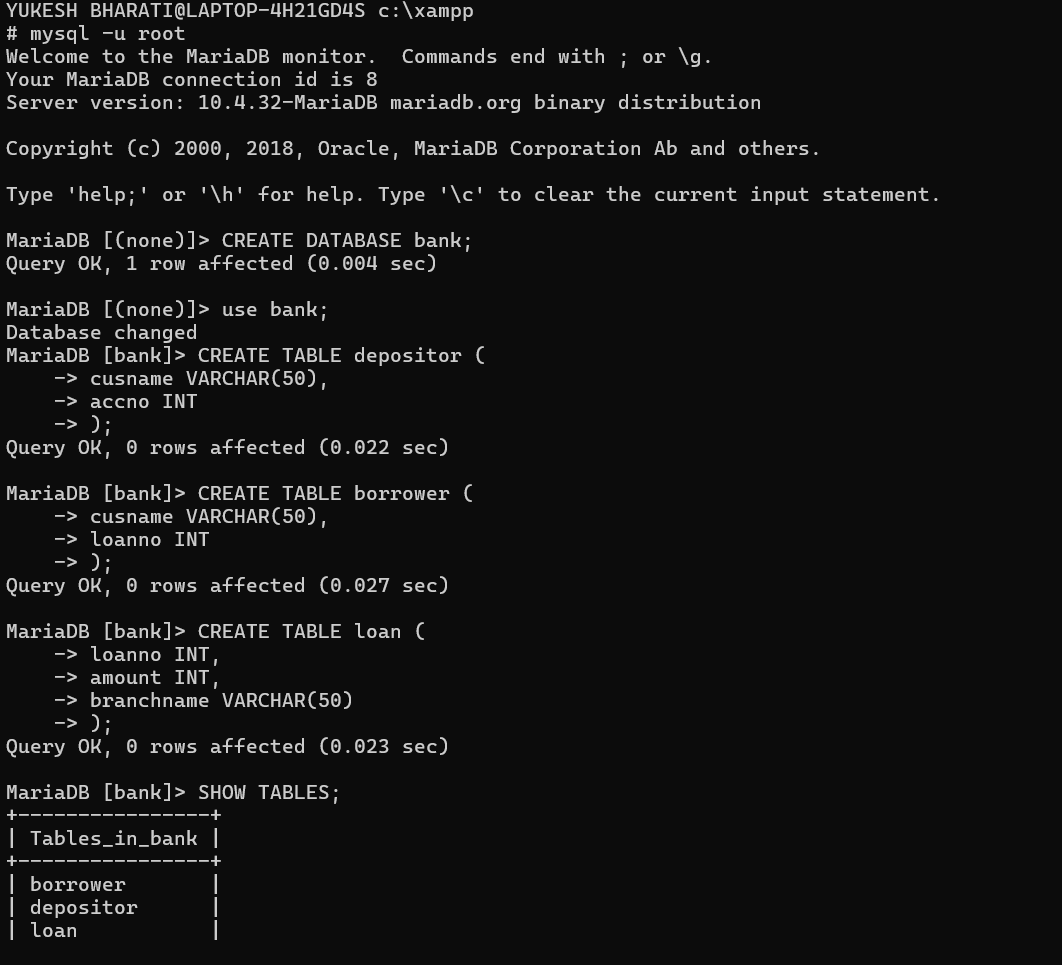 YUKESH BHARATI@LAPTOP-4H21GD4S c:\xampp
# mysql -u root
Welcome to the MariaDB monitor.  Commands end with ; or \g.
Your MariaDB connection id is 8
Server version: 10.4.32-MariaDB mariadb.org binary distribution

Copyright (c) 2000, 2018, Oracle, MariaDB Corporation Ab and others.

Type 'help;' or '\h' for help. Type '\c' to clear the current input statement.

MariaDB [(none)]> CREATE DATABASE bank;
Query OK, 1 row affected (0.004 sec)

MariaDB [(none)]> use bank;
Database changed
MariaDB [bank]> CREATE TABLE depositor (
    -> cusname VARCHAR(50),
    -> accno INT
    -> );
Query OK, 0 rows affected (0.022 sec)

MariaDB [bank]> CREATE TABLE borrower (
    -> cusname VARCHAR(50),
    -> loanno INT
    -> );
Query OK, 0 rows affected (0.027 sec)

MariaDB [bank]> CREATE TABLE loan (
    -> loanno INT,
    -> amount INT,
    -> branchname VARCHAR(50)
    -> );
Query OK, 0 rows affected (0.023 sec)

MariaDB [bank]> SHOW TABLES;
+----------------+
| Tables_in_bank |
+----------------+
| borrower       |
| depositor      |
| loan           |